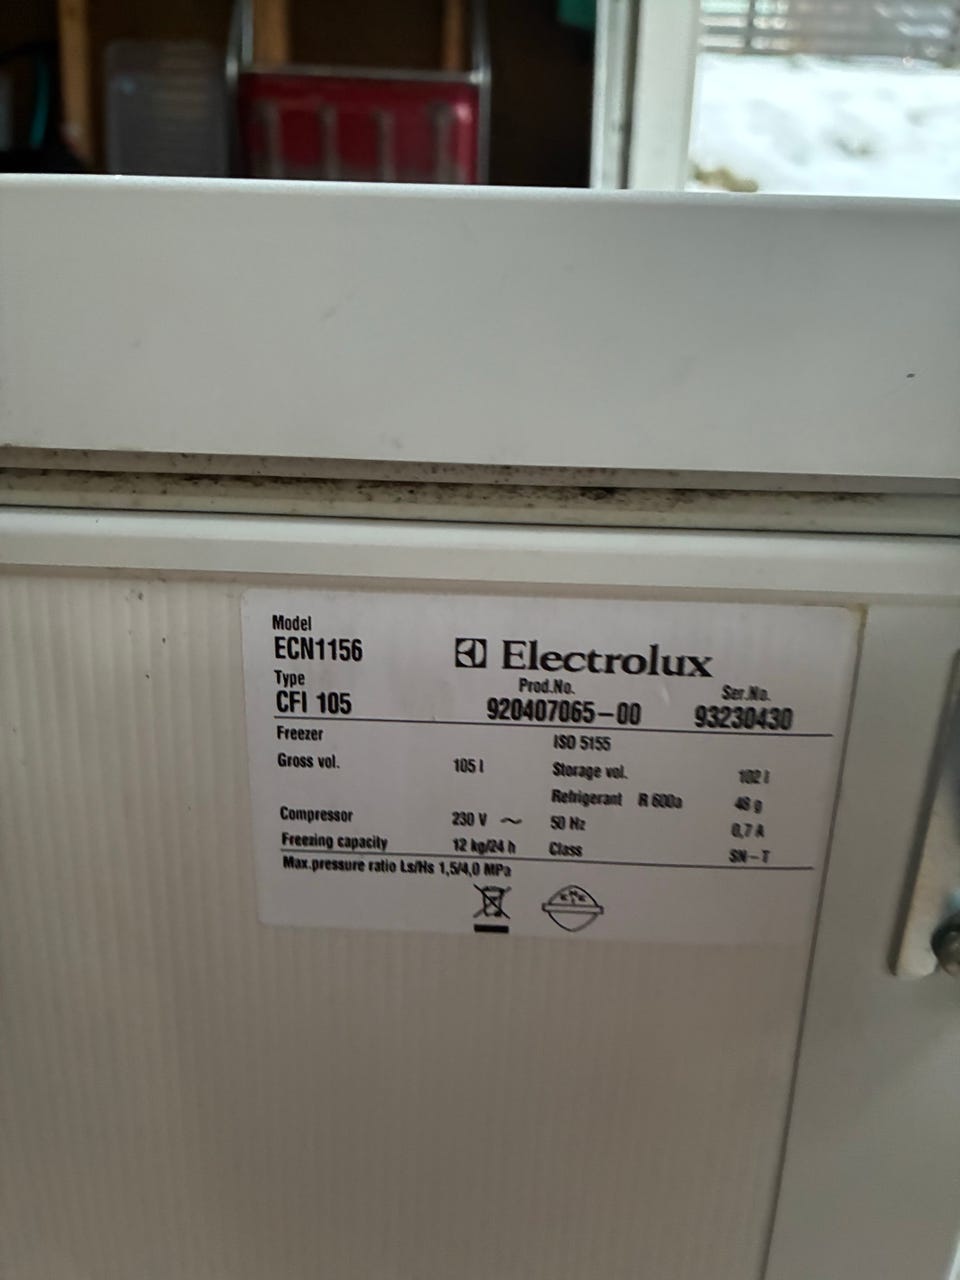 Model
ECN1156
Electrolux
Type
CFI 105
Prod.No.
920407065-00
Ser.No.
93230430
Freezer
ISO 5155
Gross vol. 105 l
Storage vol. 102 l
Refrigerant R 600a 48 g
Compressor 230 V ~ 50 Hz 0,7 A
Freezing capacity 12 kg/24 h Class SN-T
Max.pressure ratio Ls/Hs 1,5/4,0 MPa